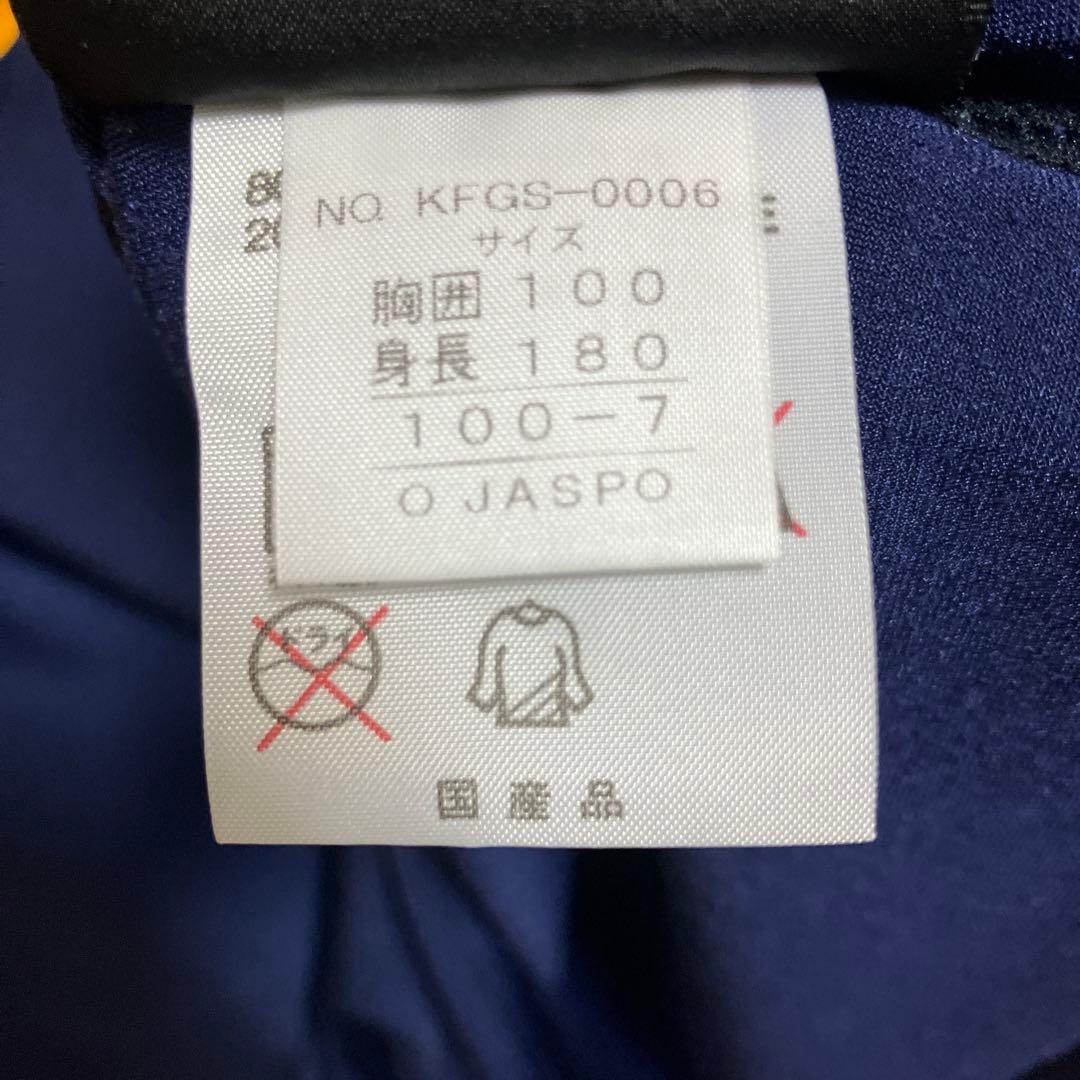 NO. KFGS-0006
サイズ
胸囲 100
身長 180
100-7
O JASPO
ドライ
国産品